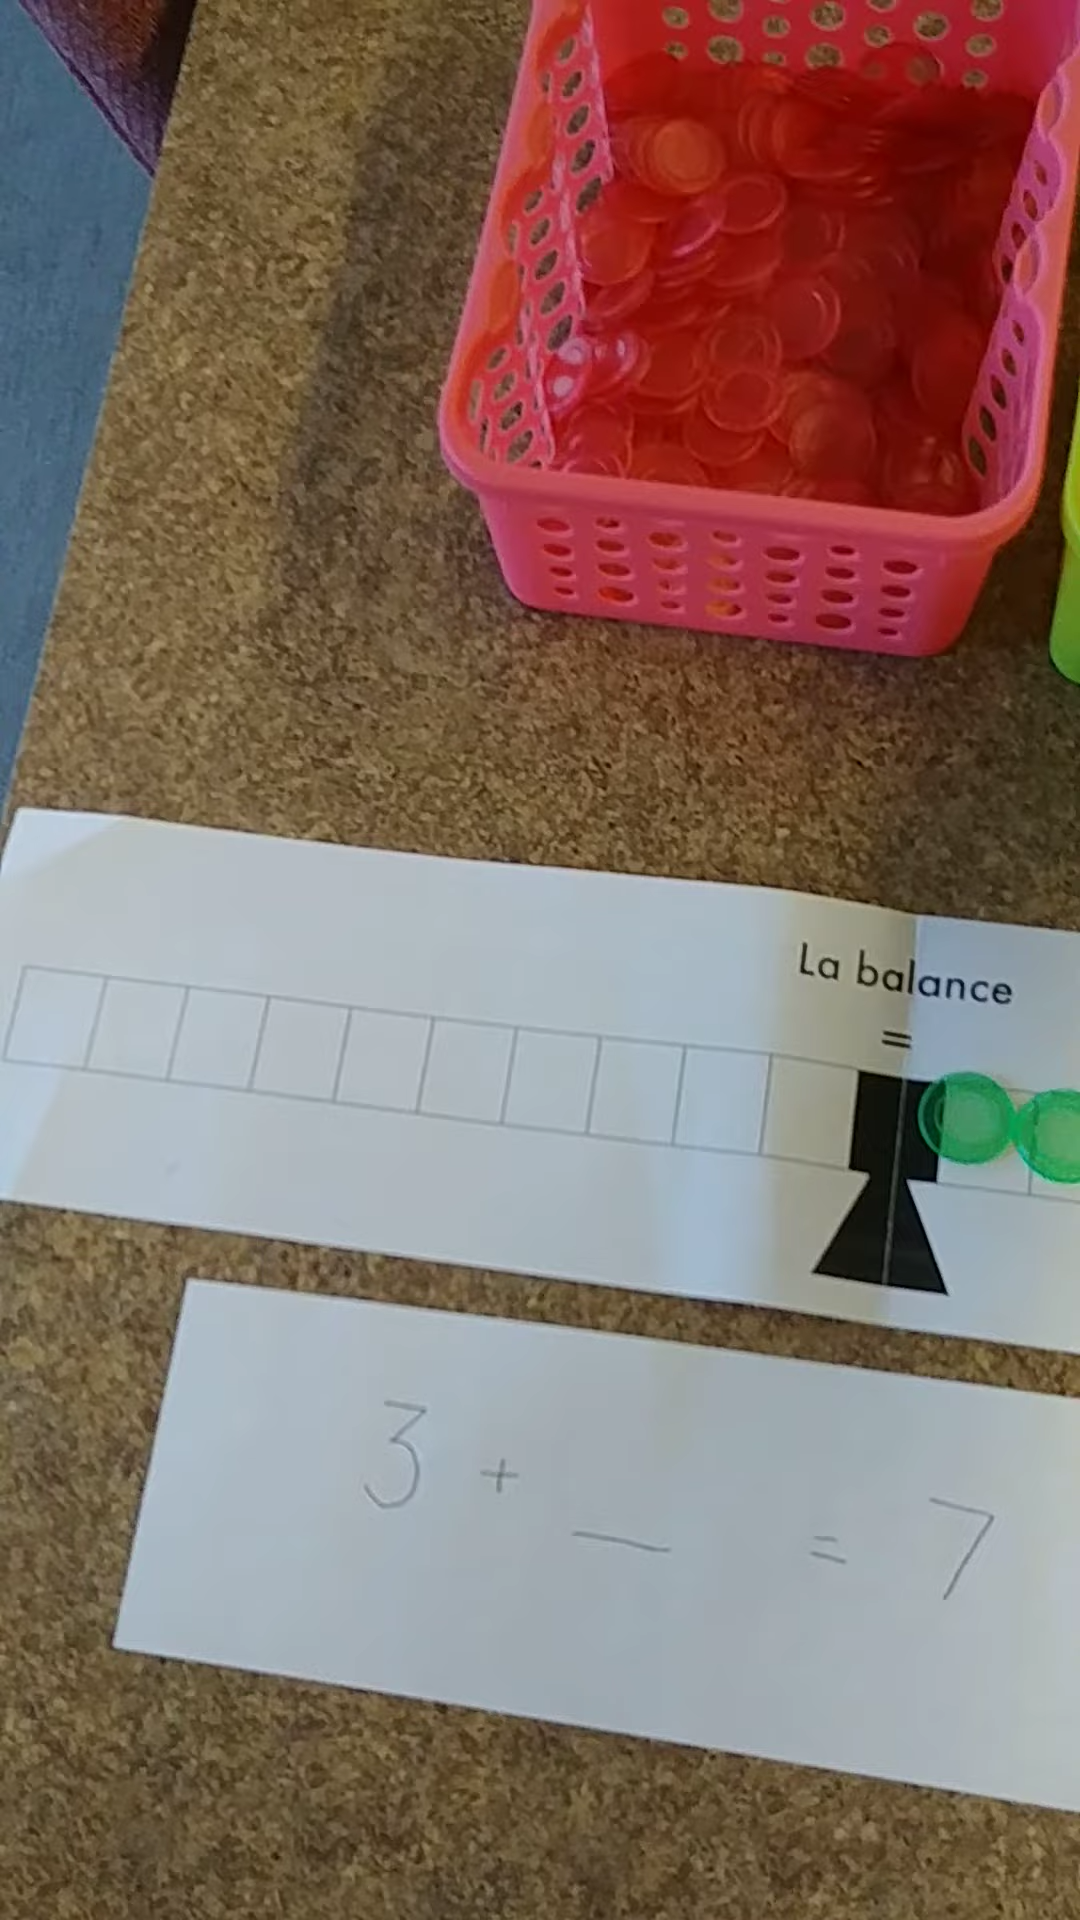 La balance
=
3 + __ = 7